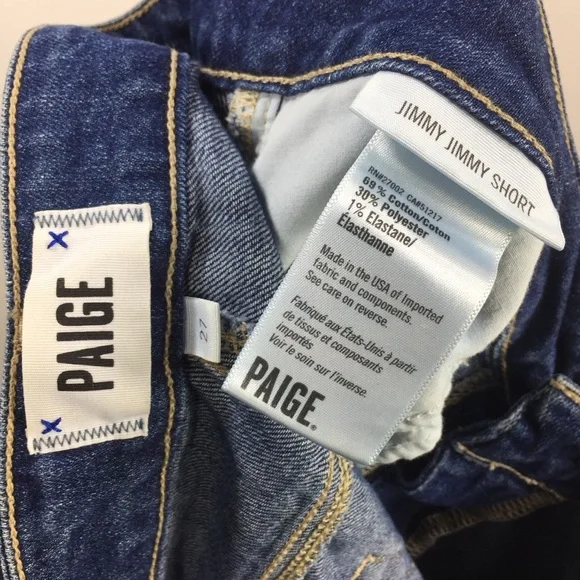 PAIGE
27
JIMMY JIMMY SHORT
RN#27002 CA#51217
69% Cotton/Coton
30% Polyester
1% Elastane/
Élasthanne
Made in the USA of Imported
fabric and components.
See care on reverse.
Fabriqué aux États-Unis à partir
de tissus et composants
importés
Voir le soin sur l'inverse.
PAIGE®